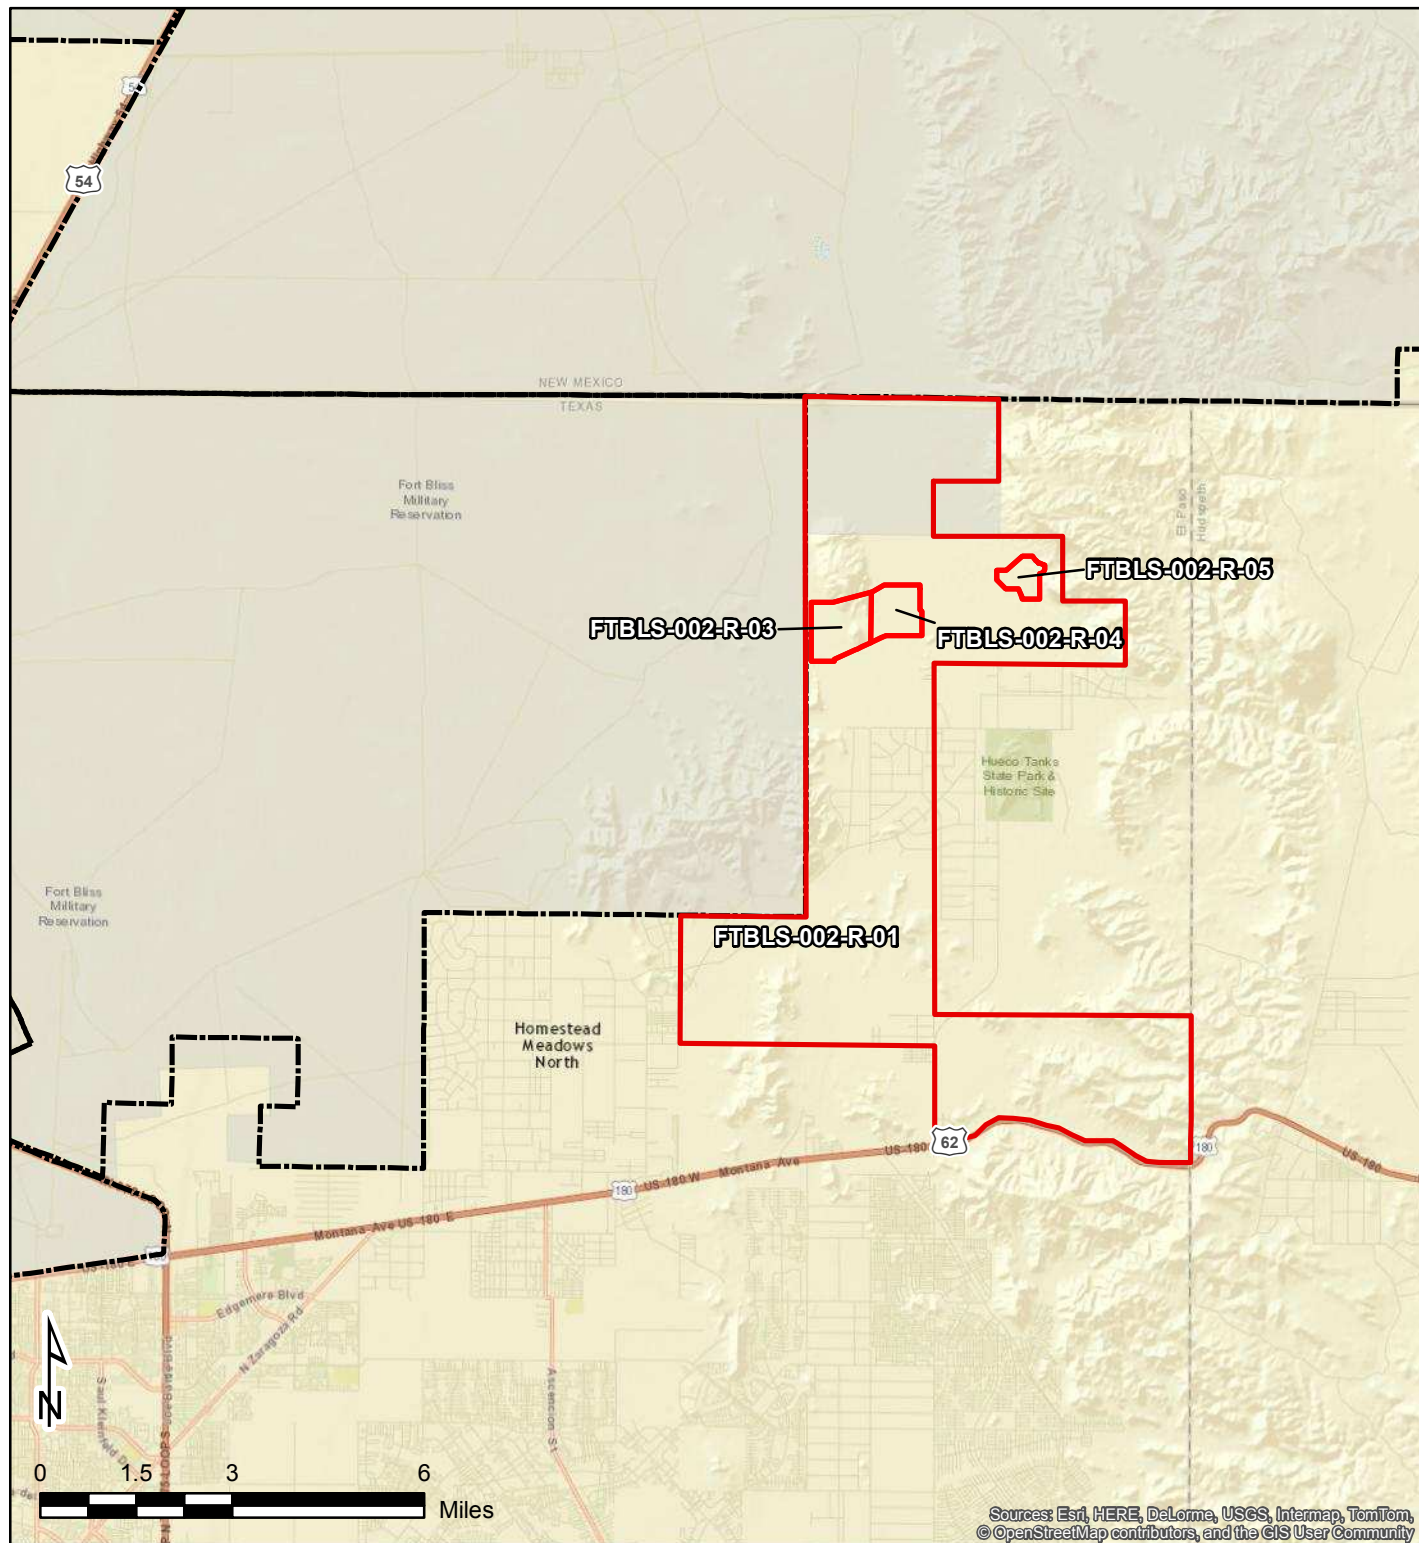 54
NEW MEXICO
TEXAS
Fort Bliss
Military
Reservation
El Paso
Hudspeth
FTBLS-002-R-05
FTBLS-002-R-03
FTBLS-002-R-04
Hueco Tanks
State Park &
Historic Site
Fort Bliss
Military
Reservation
FTBLS-002-R-01
Homestead
Meadows
North
62
US-180
180
US-180
180
US-180 W
Montana Ave
Montana-Ave US-180 E
US-180 E
Edgemere Blvd
N Zaragoza Rd
Ascencion St
N
0
1.5
3
6
Miles
Sources: Esri, HERE, DeLorme, USGS, Intermap, TomTom,
© OpenStreetMap contributors, and the GIS User Community